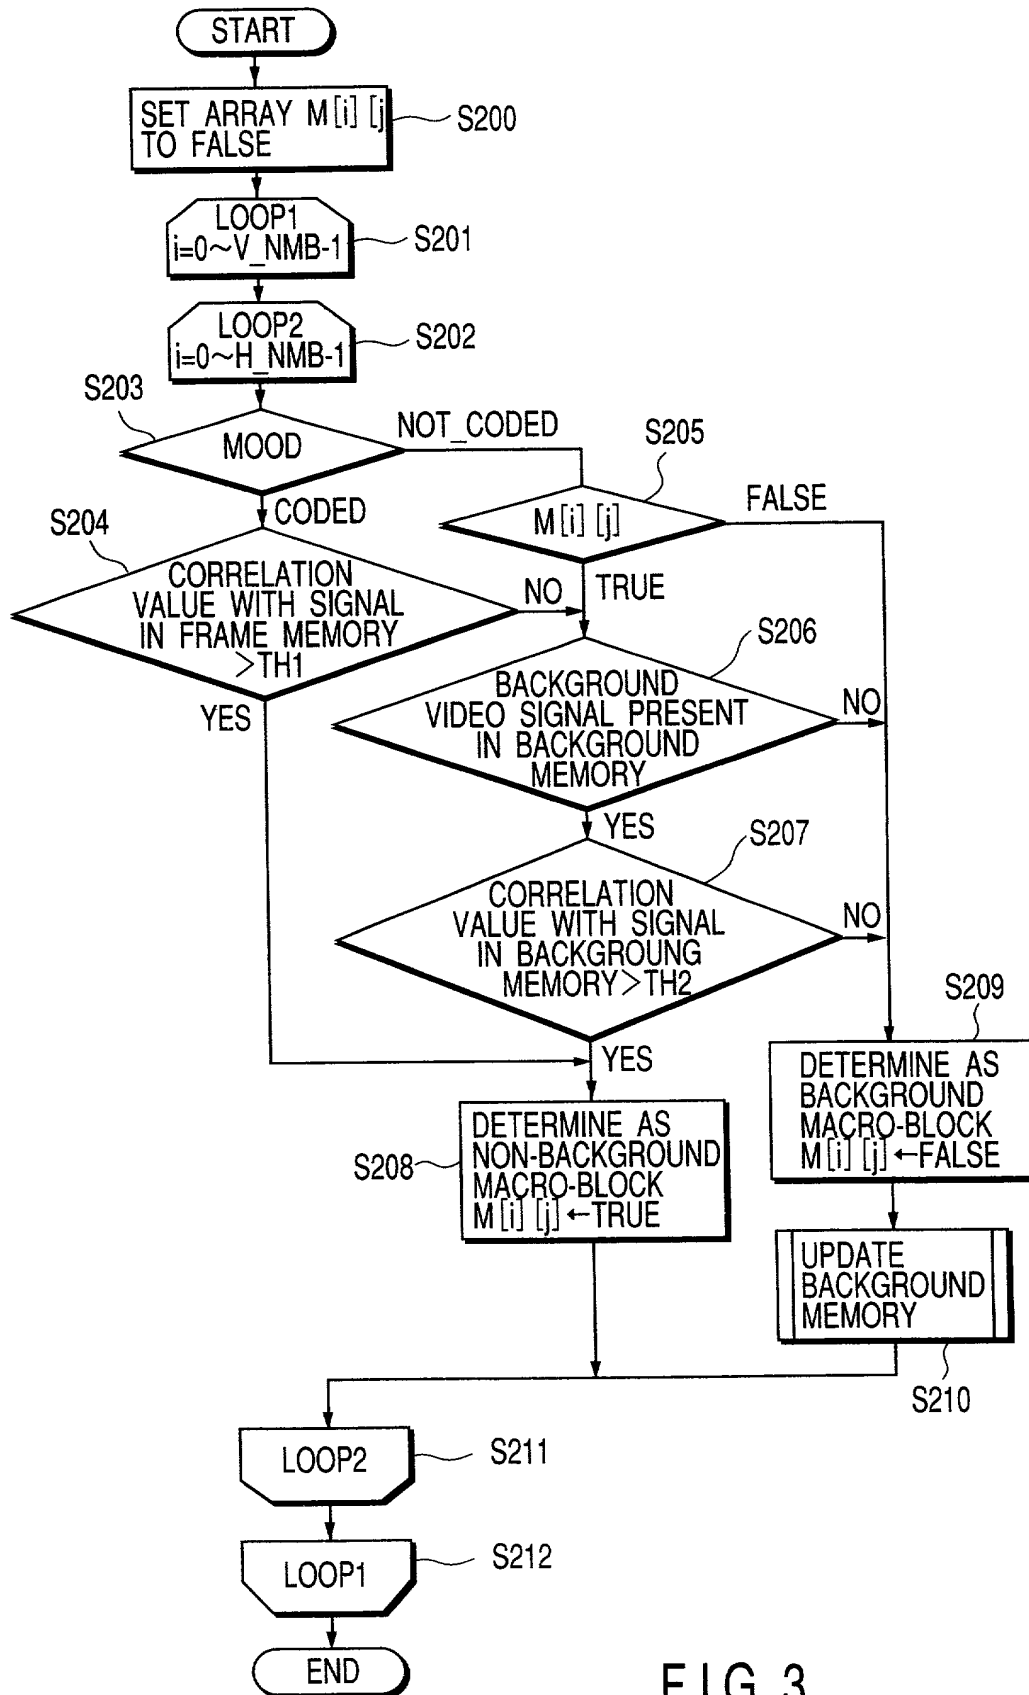 START
SET ARRAY M[i] [j
TO FALSE
S200
LOOP1
i=0~V_NMB-1
S201
LOOP2
i=0~H_NMB-1
S202
S203
MOOD
NOT_CODED
CODED
S205
M[i] [j]
FALSE
TRUE
S204
CORRELATION
VALUE WITH SIGNAL
IN FRAME MEMORY
>TH1
NO
YES
S206
BACKGROUND
VIDEO SIGNAL PRESENT
IN BACKGROUND
MEMORY
NO
YES
S207
CORRELATION
VALUE WITH SIGNAL
IN BACKGROUNG
MEMORY>TH2
NO
YES
S209
DETERMINE AS
BACKGROUND
MACRO-BLOCK
M[i] [j]←FALSE
S208
DETERMINE AS
NON-BACKGROUND
MACRO-BLOCK
M[i] [j]←TRUE
UPDATE
BACKGROUND
MEMORY
S210
LOOP2
S211
LOOP1
S212
END
FIG.3